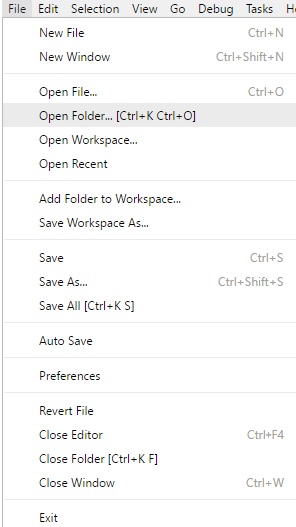 File Edit Selection View Go Debug Tasks
New File Ctrl+N
New Window Ctrl+Shift+N
Open File... Ctrl+O
Open Folder... [Ctrl+K Ctrl+O]
Open Workspace...
Open Recent
Add Folder to Workspace...
Save Workspace As...
Save Ctrl+S
Save As... Ctrl+Shift+S
Save All [Ctrl+K S]
Auto Save
Preferences
Revert File
Close Editor Ctrl+F4
Close Folder [Ctrl+K F]
Close Window Ctrl+W
Exit